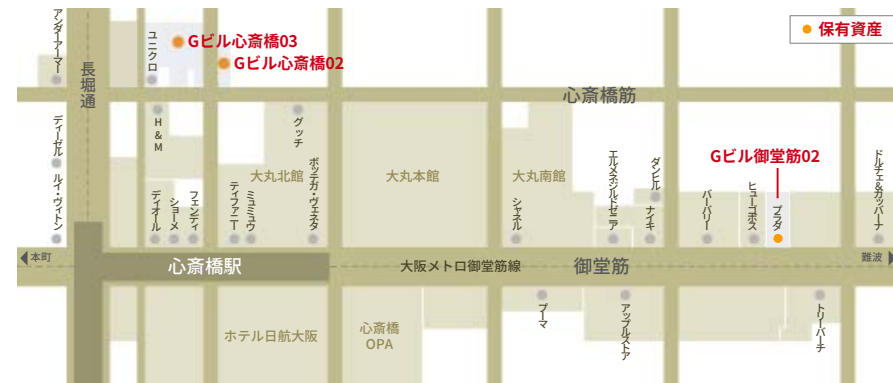 保有資産
アンダーアーマー
長堀通
ユニクロ
Gビル心斎橋03
Gビル心斎橋02
心斎橋筋
ディーゼル
ルイ・ヴィトン
H&M
グッチ
大丸北館
大丸本館
大丸南館
ディオール
ショーメ
フェンディ
ティファニー
ミュミュウ
ボッテガ・ヴェネタ
シャネル
エルメネジルドゼニア
ダンヒル
ナイキ
バーバリー
ヒューゴボス
Gビル御堂筋02
プラダ
ドルチェ&ガッバーナ
本町
心斎橋駅
大阪メトロ御堂筋線
御堂筋
難波
ホテル日航大阪
心斎橋
OPA
プーマ
アップルストア
トリーバーチ